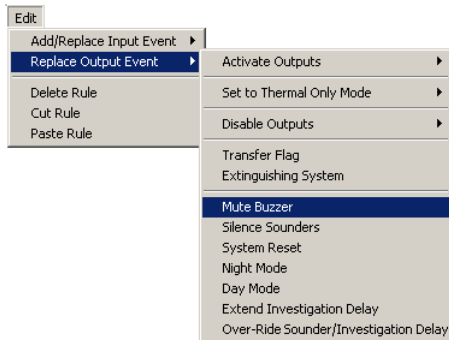 Edit
Add/Replace Input Event
Replace Output Event
Delete Rule
Cut Rule
Paste Rule
Activate Outputs
Set to Thermal Only Mode
Disable Outputs
Transfer Flag
Extinguishing System
Mute Buzzer
Silence Sounders
System Reset
Night Mode
Day Mode
Extend Investigation Delay
Over-Ride Sounder/Investigation Delay